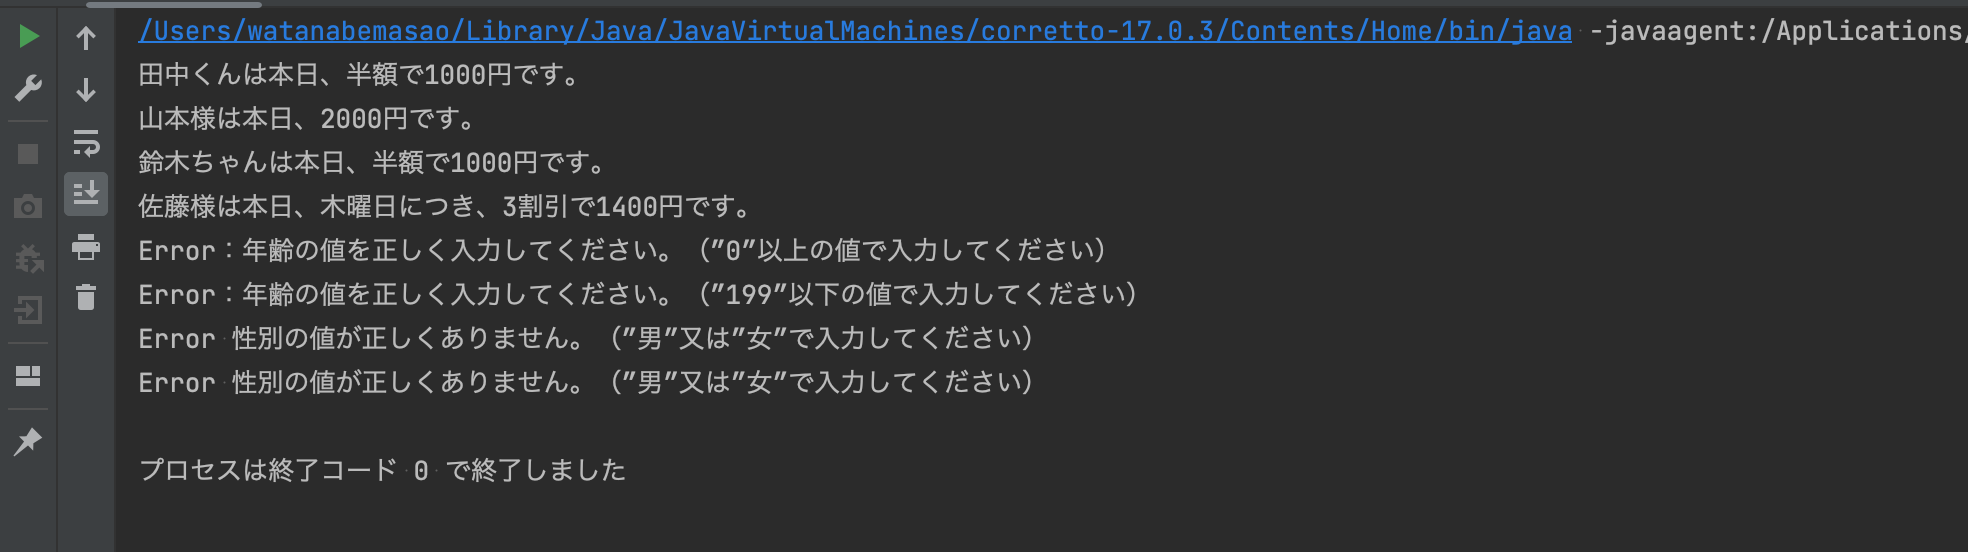 /Users/watanabemasao/Library/Java/JavaVirtualMachines/corretto-17.0.3/Contents/Home/bin/java -javaagent:/Applications/
田中くんは本日、半額で1000円です。
山本様は本日、2000円です。
鈴木ちゃんは本日、半額で1000円です。
佐藤様は本日、木曜日につき、3割引で1400円です。
Error：年齢の値を正しく入力してください。（”0”以上の値で入力してください）
Error：年齢の値を正しく入力してください。（”199”以下の値で入力してください）
Error 性別の値が正しくありません。（”男”又は”女”で入力してください）
Error 性別の値が正しくありません。（”男”又は”女”で入力してください）
プロセスは終了コード 0 で終了しました